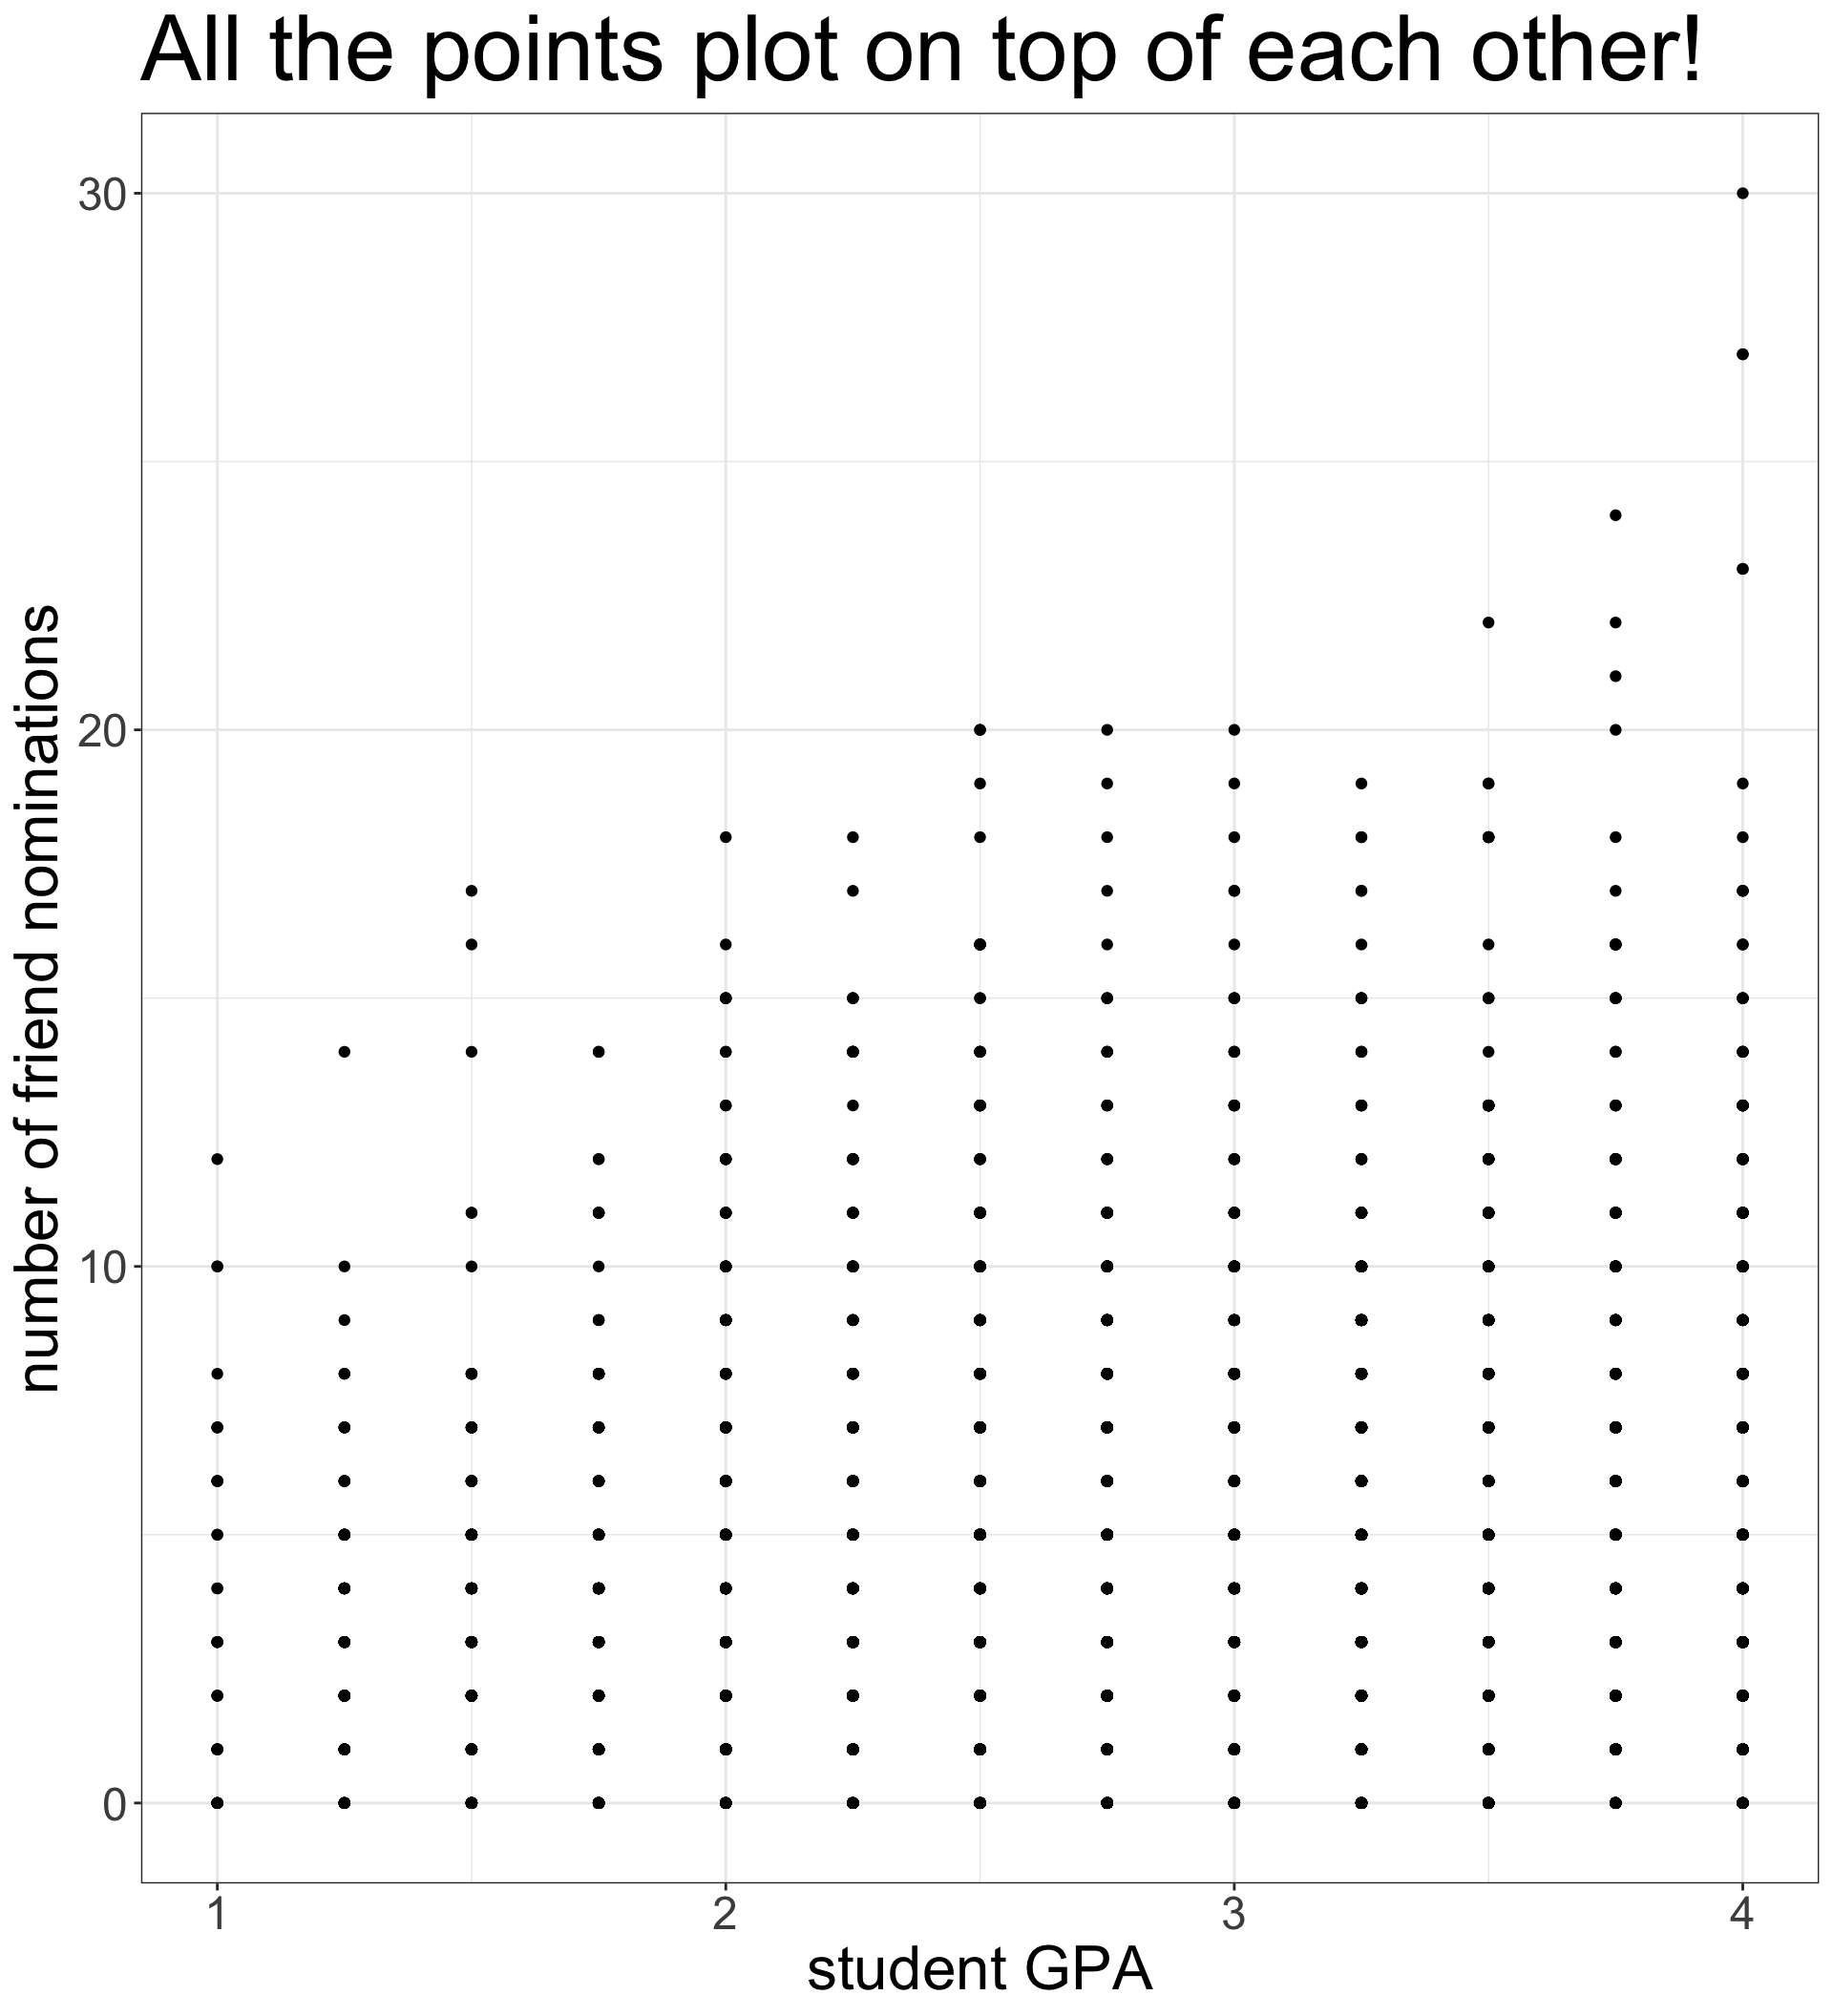 All the points plot on top of each other!
number of friend nominations
30
20
10
0
1 2 3 4
student GPA